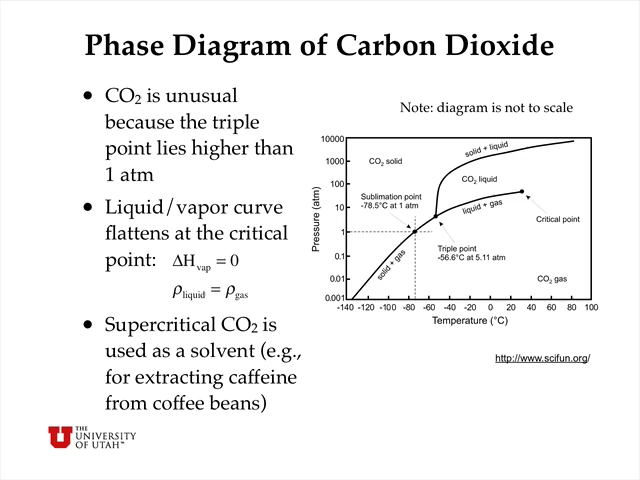 Phase Diagram of Carbon Dioxide
• CO₂ is unusual
because the triple
point lies higher than
1 atm
• Liquid/vapor curve
flattens at the critical
point: ΔHvap = 0
ρliquid = ρgas
• Supercritical CO₂ is
used as a solvent (e.g.,
for extracting caffeine
from coffee beans)
Note: diagram is not to scale
Pressure (atm)
10000
1000
100
10
1
0.1
0.01
0.001
CO₂ solid
solid + liquid
CO₂ liquid
Sublimation point
-78.5°C at 1 atm
liquid + gas
Critical point
Triple point
-56.6°C at 5.11 atm
solid + gas
CO₂ gas
-140 -120 -100 -80 -60 -40 -20 0 20 40 60 80 100
Temperature (°C)
http://www.scifun.org/
THE
UNIVERSITY
OF UTAH™